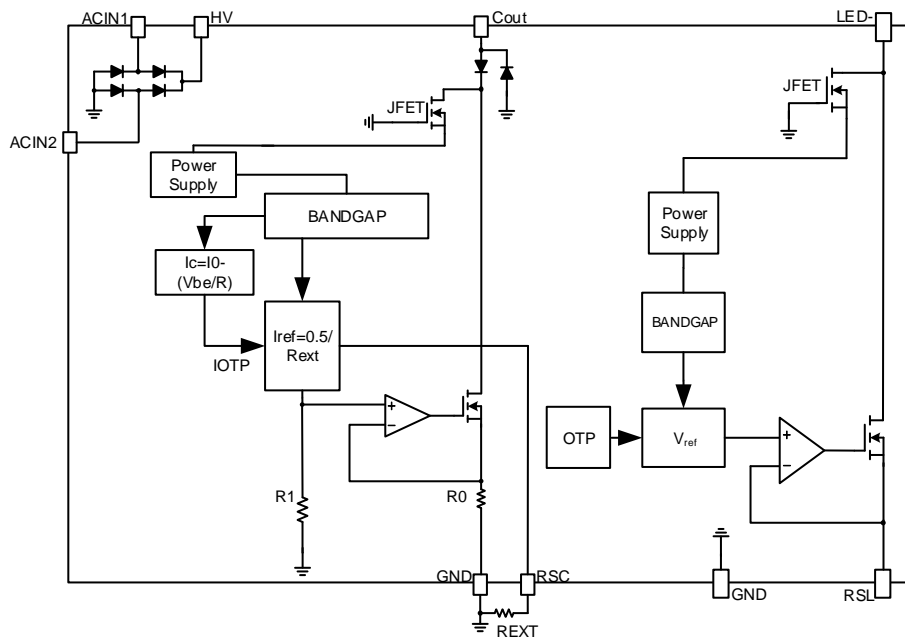 ACIN1
HV
Cout
LED-
JFET
JFET
ACIN2
Power
Supply
BANDGAP
Power
Supply
Ic=I0-
(Vbe/R)
Iref=0.5/
Rext
IOTP
BANDGAP
+
−
OTP
Vref
+
−
R1
R0
GND
RSC
REXT
GND
RSL